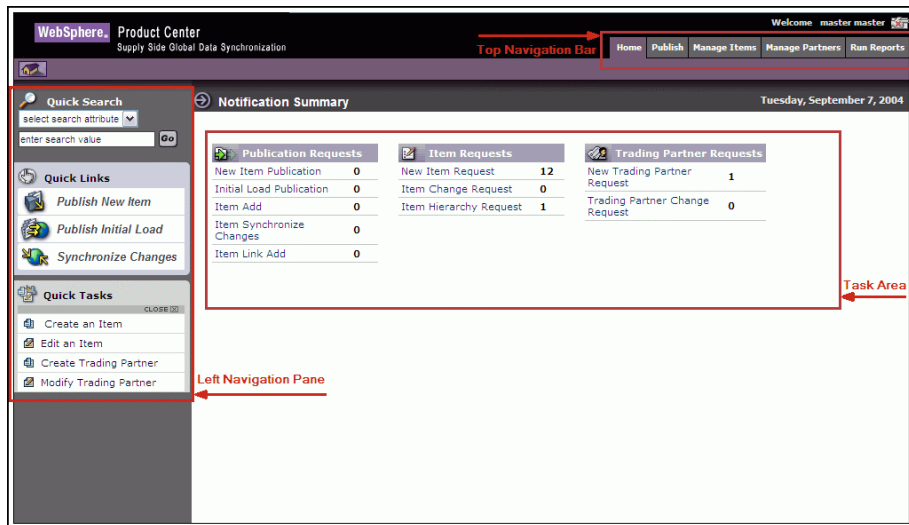 WebSphere. Product Center
Supply Side Global Data Synchronization
Welcome master master
Top Navigation Bar
Home Publish Manage Items Manage Partners Run Reports
Quick Search
select search attribute
enter search value Go
Notification Summary
Tuesday, September 7, 2004
Quick Links
Publish New Item
Publish Initial Load
Synchronize Changes
Quick Tasks
CLOSE
Create an Item
Edit an Item
Create Trading Partner
Modify Trading Partner
Left Navigation Pane
Publication Requests
New Item Publication 0
Initial Load Publication 0
Item Add 0
Item Synchronize
Changes 0
Item Link Add 0
Item Requests
New Item Request 12
Item Change Request 0
Item Hierarchy Request 1
Trading Partner Requests
New Trading Partner
Request 1
Trading Partner Change
Request 0
Task Area